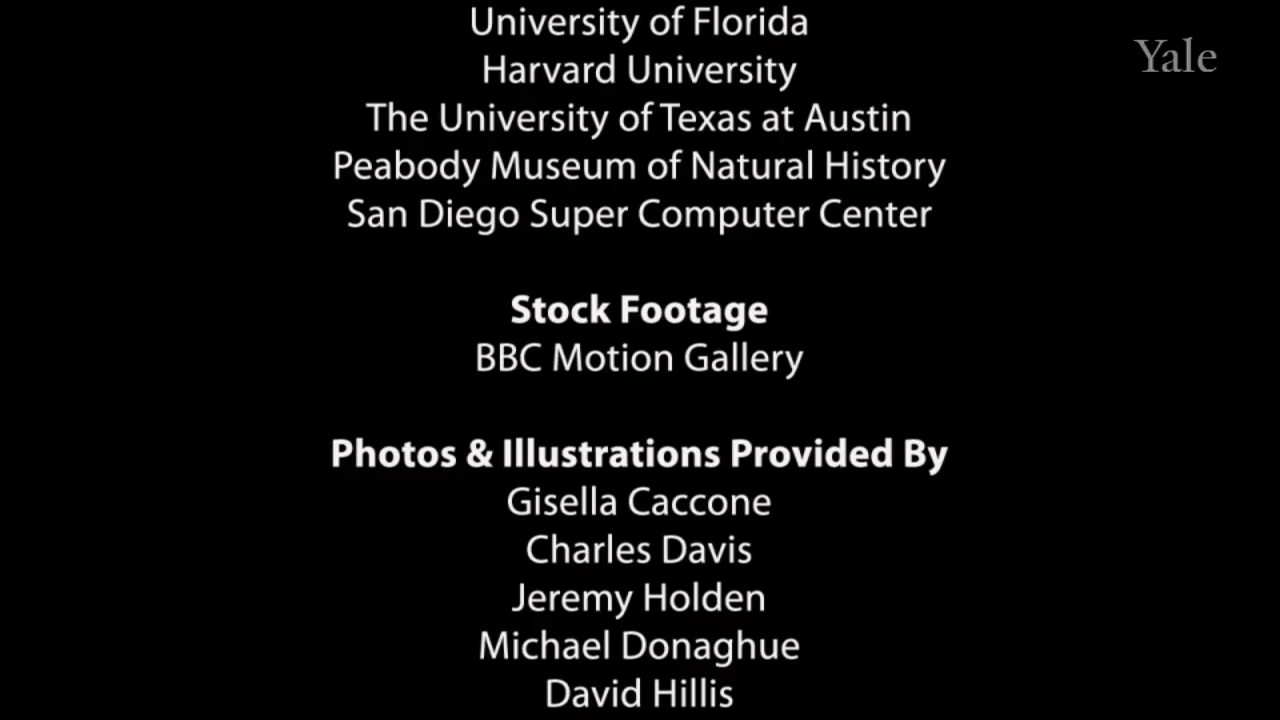 University of Florida
Yale
Harvard University
The University of Texas at Austin
Peabody Museum of Natural History
San Diego Super Computer Center
Stock Footage
BBC Motion Gallery
Photos & Illustrations Provided By
Gisella Caccone
Charles Davis
Jeremy Holden
Michael Donaghue
David Hillis